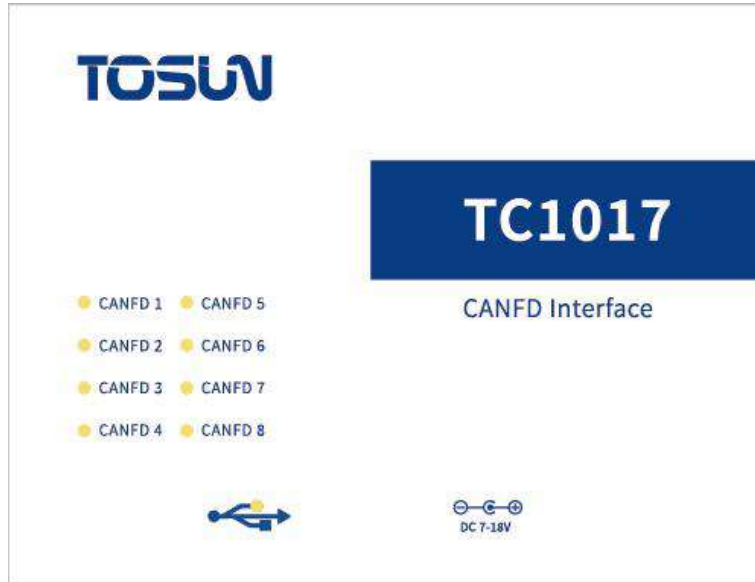 TOSUN
TC1017
CANFD Interface
CANFD 1 CANFD 5
CANFD 2 CANFD 6
CANFD 3 CANFD 7
CANFD 4 CANFD 8
DC 7-18V